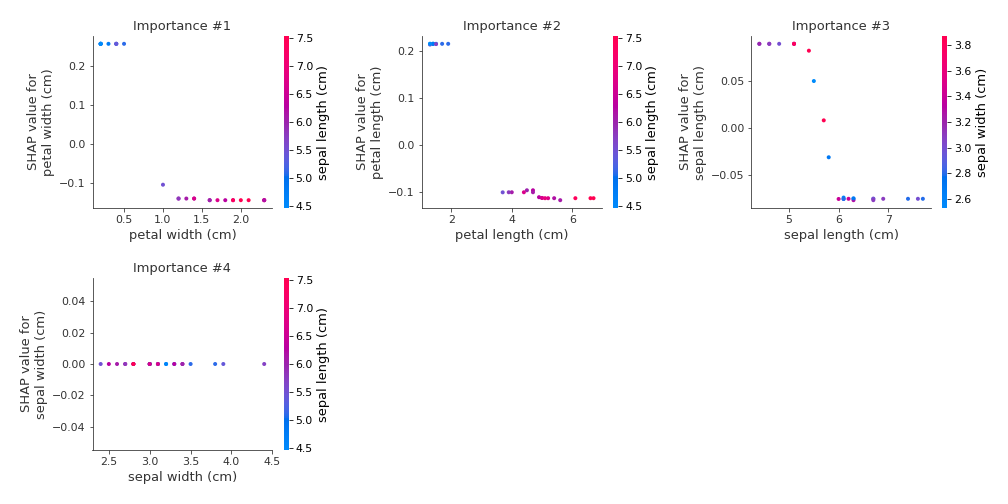 Importance #1
SHAP value for
petal width (cm)
0.2
0.1
0.0
−0.1
0.5
1.0
1.5
2.0
petal width (cm)
7.5
7.0
6.5
6.0
5.5
5.0
4.5
sepal length (cm)
Importance #2
SHAP value for
petal length (cm)
0.2
0.1
0.0
−0.1
2
4
6
petal length (cm)
7.5
7.0
6.5
6.0
5.5
5.0
4.5
sepal length (cm)
Importance #3
SHAP value for
sepal length (cm)
0.05
0.00
−0.05
5
6
7
sepal length (cm)
3.8
3.6
3.4
3.2
3.0
2.8
2.6
sepal width (cm)
Importance #4
SHAP value for
sepal width (cm)
0.04
0.02
0.00
−0.02
−0.04
2.5
3.0
3.5
4.0
4.5
sepal width (cm)
7.5
7.0
6.5
6.0
5.5
5.0
4.5
sepal length (cm)